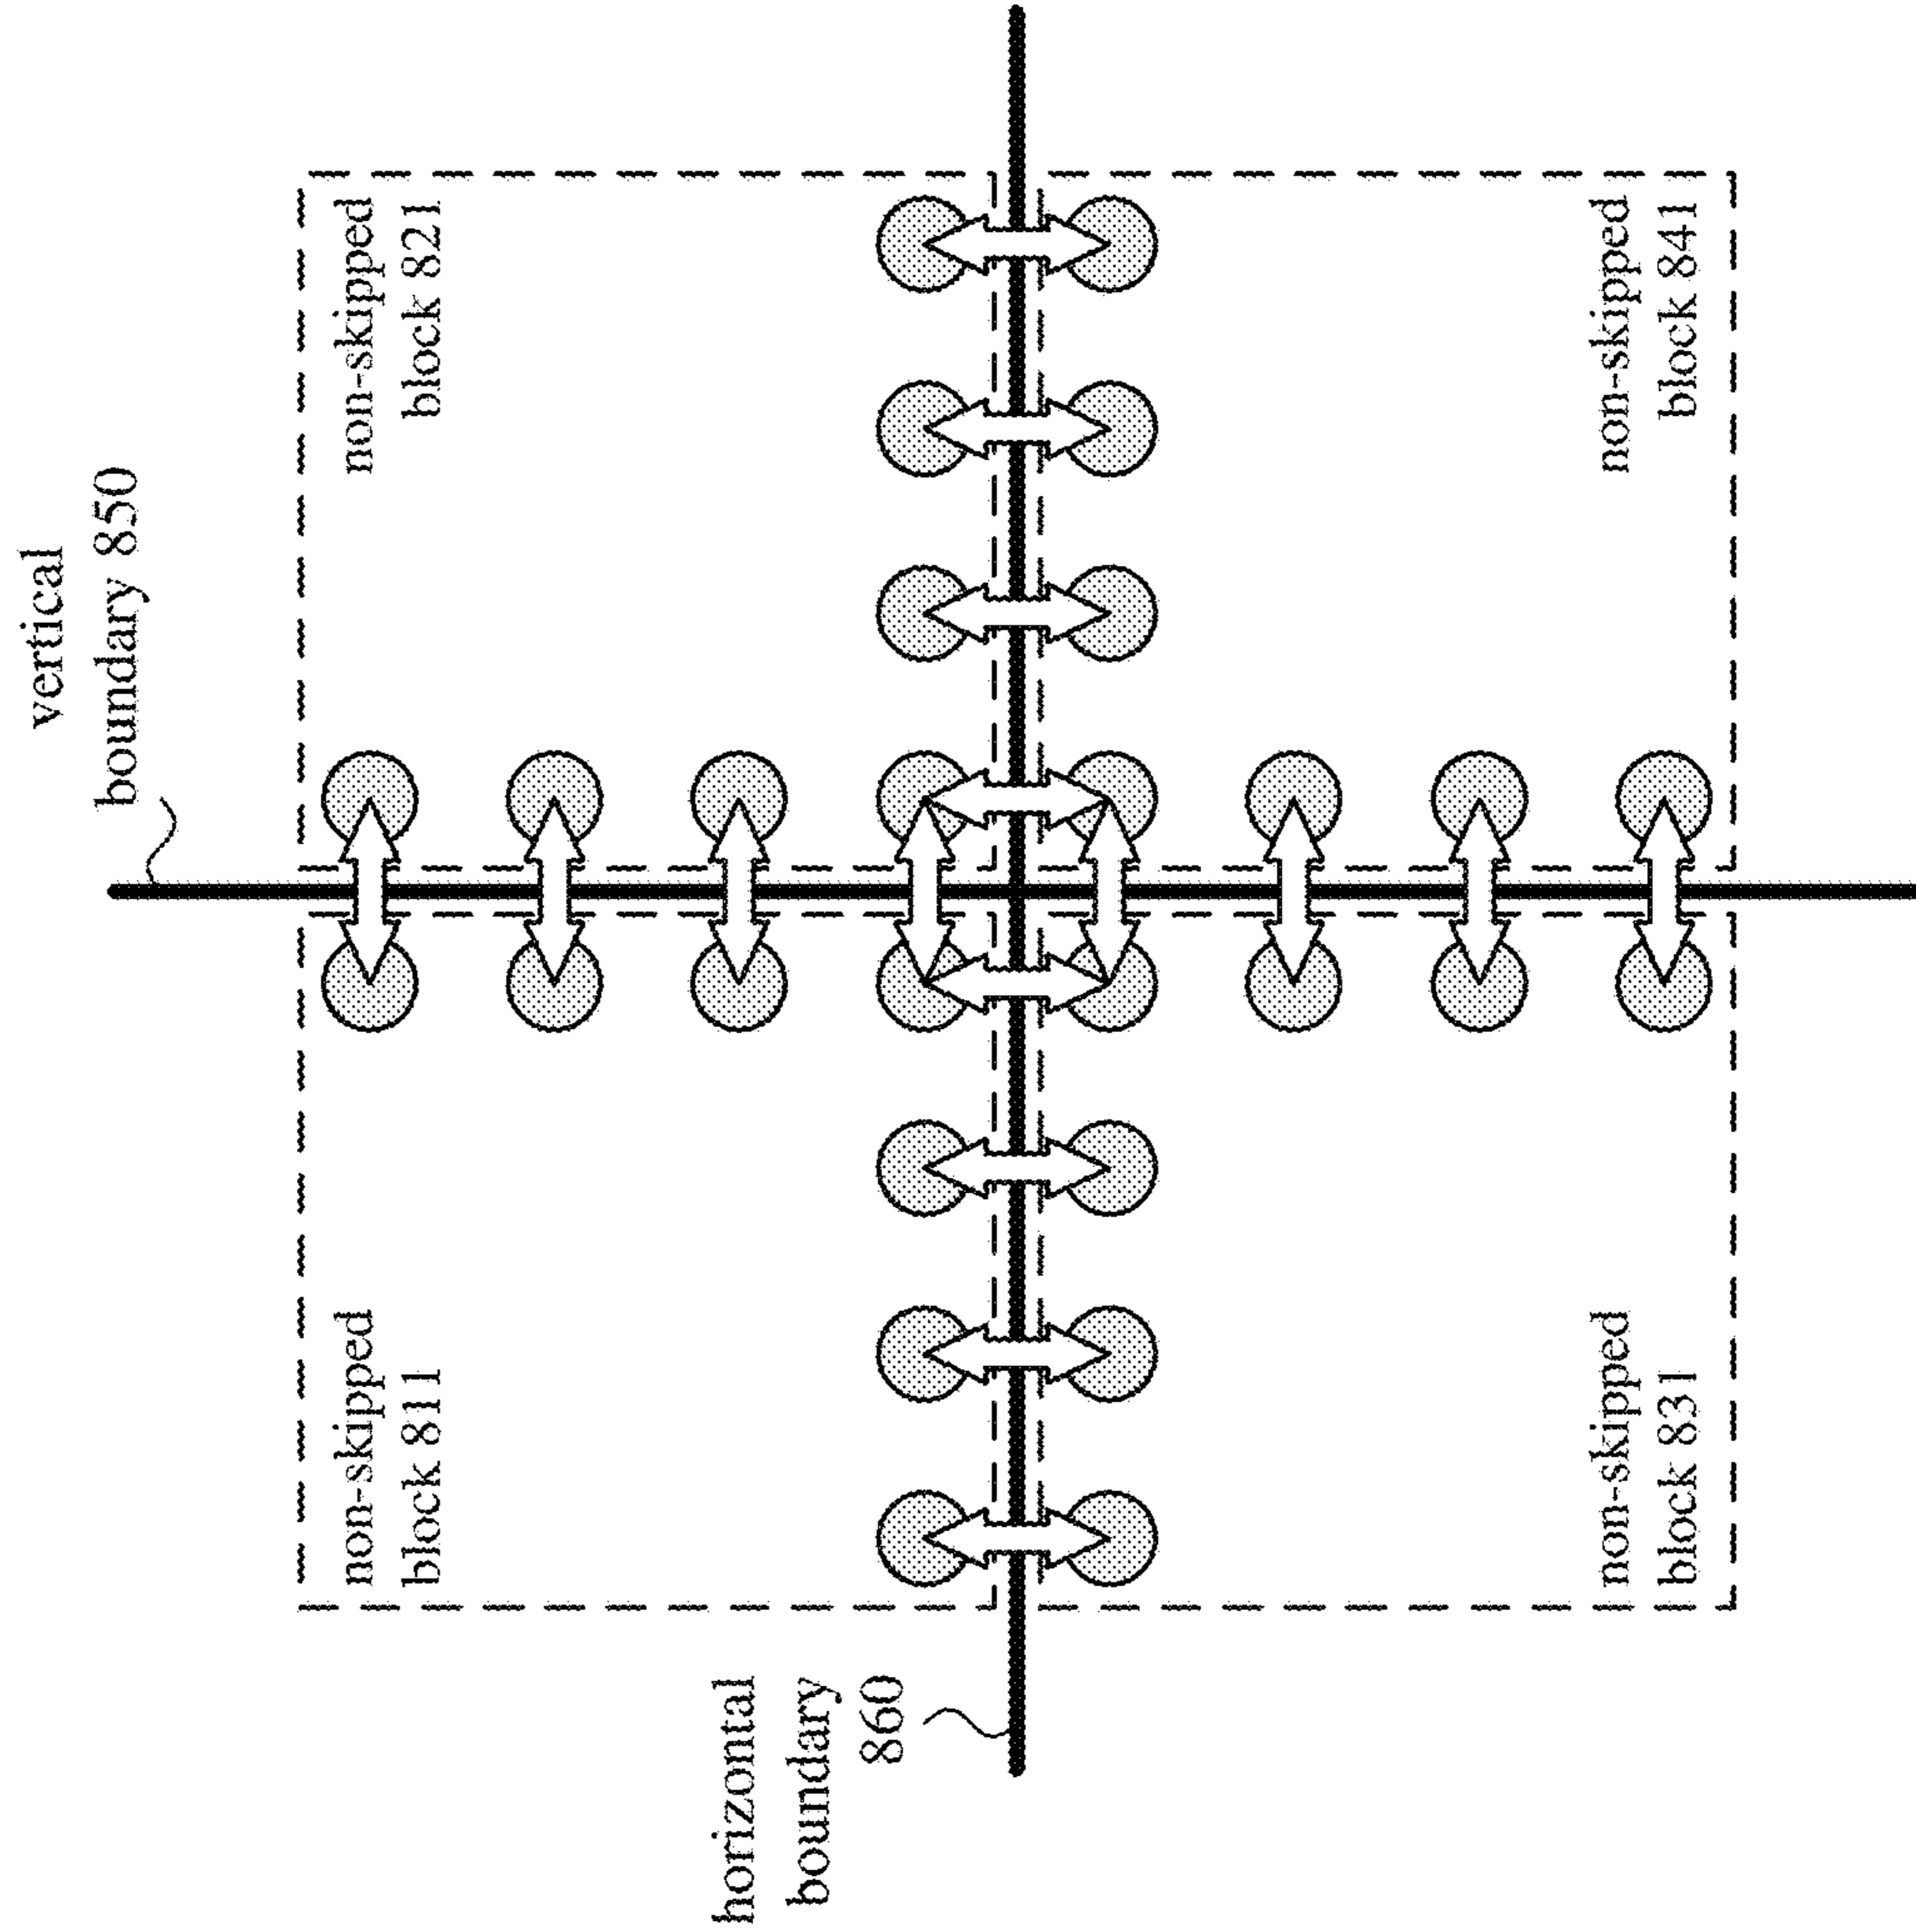 vertical
boundary 850
non-skipped
block 811
non-skipped
block 821
horizontal
boundary
860
non-skipped
block 831
non-skipped
block 841